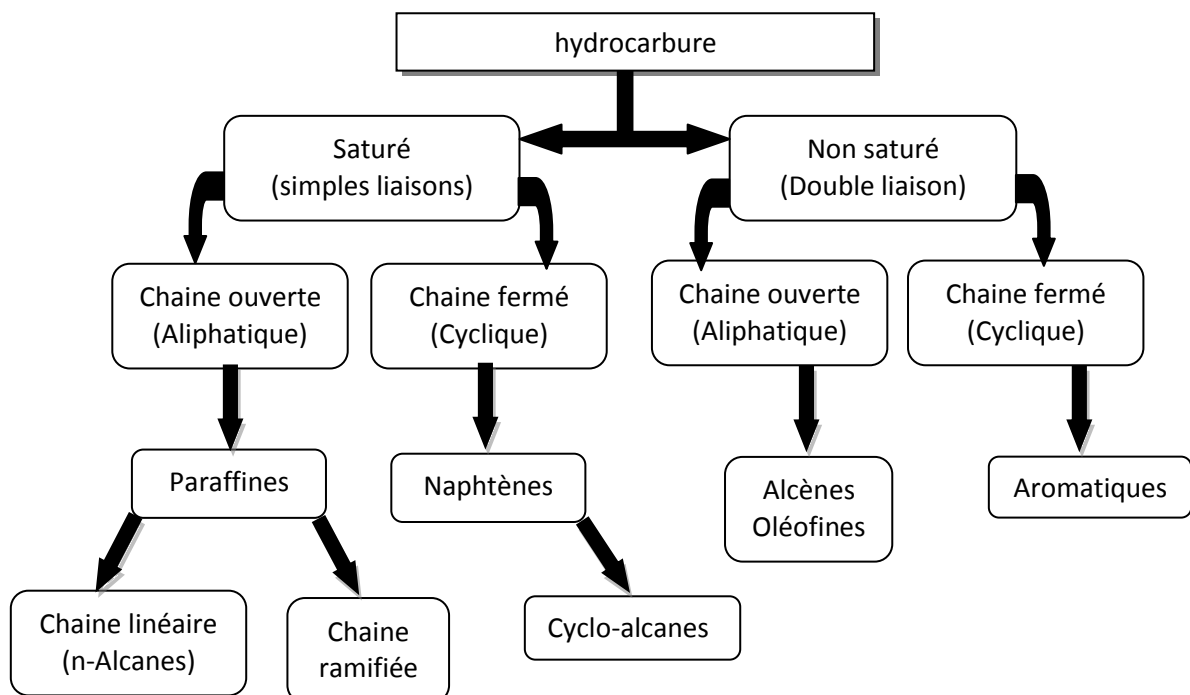 hydrocarbure
Saturé
(simples liaisons)
Non saturé
(Double liaison)
Chaine ouverte
(Aliphatique)
Chaine fermé
(Cyclique)
Chaine ouverte
(Aliphatique)
Chaine fermé
(Cyclique)
Paraffines
Naphtènes
Alcènes
Oléofines
Aromatiques
Chaine linéaire
(n-Alcanes)
Chaine
ramifiée
Cyclo-alcanes